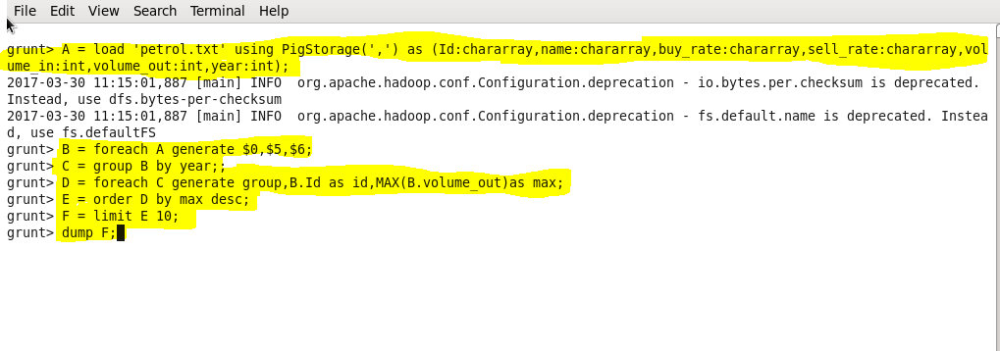 File Edit View Search Terminal Help
grunt> A = load 'petrol.txt' using PigStorage(',') as (Id:chararray,name:chararray,buy_rate:chararray,sell_rate:chararray,vol
ume_in:int,volume_out:int,year:int);
2017-03-30 11:15:01,887 [main] INFO  org.apache.hadoop.conf.Configuration.deprecation - io.bytes.per.checksum is deprecated.
Instead, use dfs.bytes-per-checksum
2017-03-30 11:15:01,887 [main] INFO  org.apache.hadoop.conf.Configuration.deprecation - fs.default.name is deprecated. Instea
d, use fs.defaultFS
grunt> B = foreach A generate $0,$5,$6;
grunt> C = group B by year;;
grunt> D = foreach C generate group,B.Id as id,MAX(B.volume_out)as max;
grunt> E = order D by max desc;
grunt> F = limit E 10;
grunt> dump F;